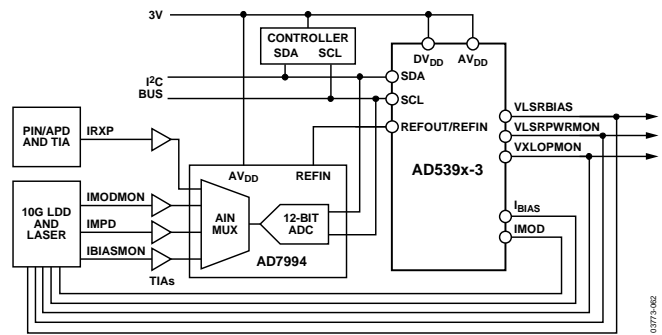 3V
CONTROLLER
SDA SCL
I²C
BUS
DVDD AVDD
SDA
SCL
REFOUT/REFIN
AD539x-3
VLSRBIAS
VLSRPWRMON
VXLOPMON
IBIAS
IMOD
PIN/APD
AND TIA
IRXP
AVDD REFIN
AIN
MUX
12-BIT
ADC
AD7994
10G LDD
AND
LASER
IMODMON
IMPD
IBIASMON
TIAs
03773-062